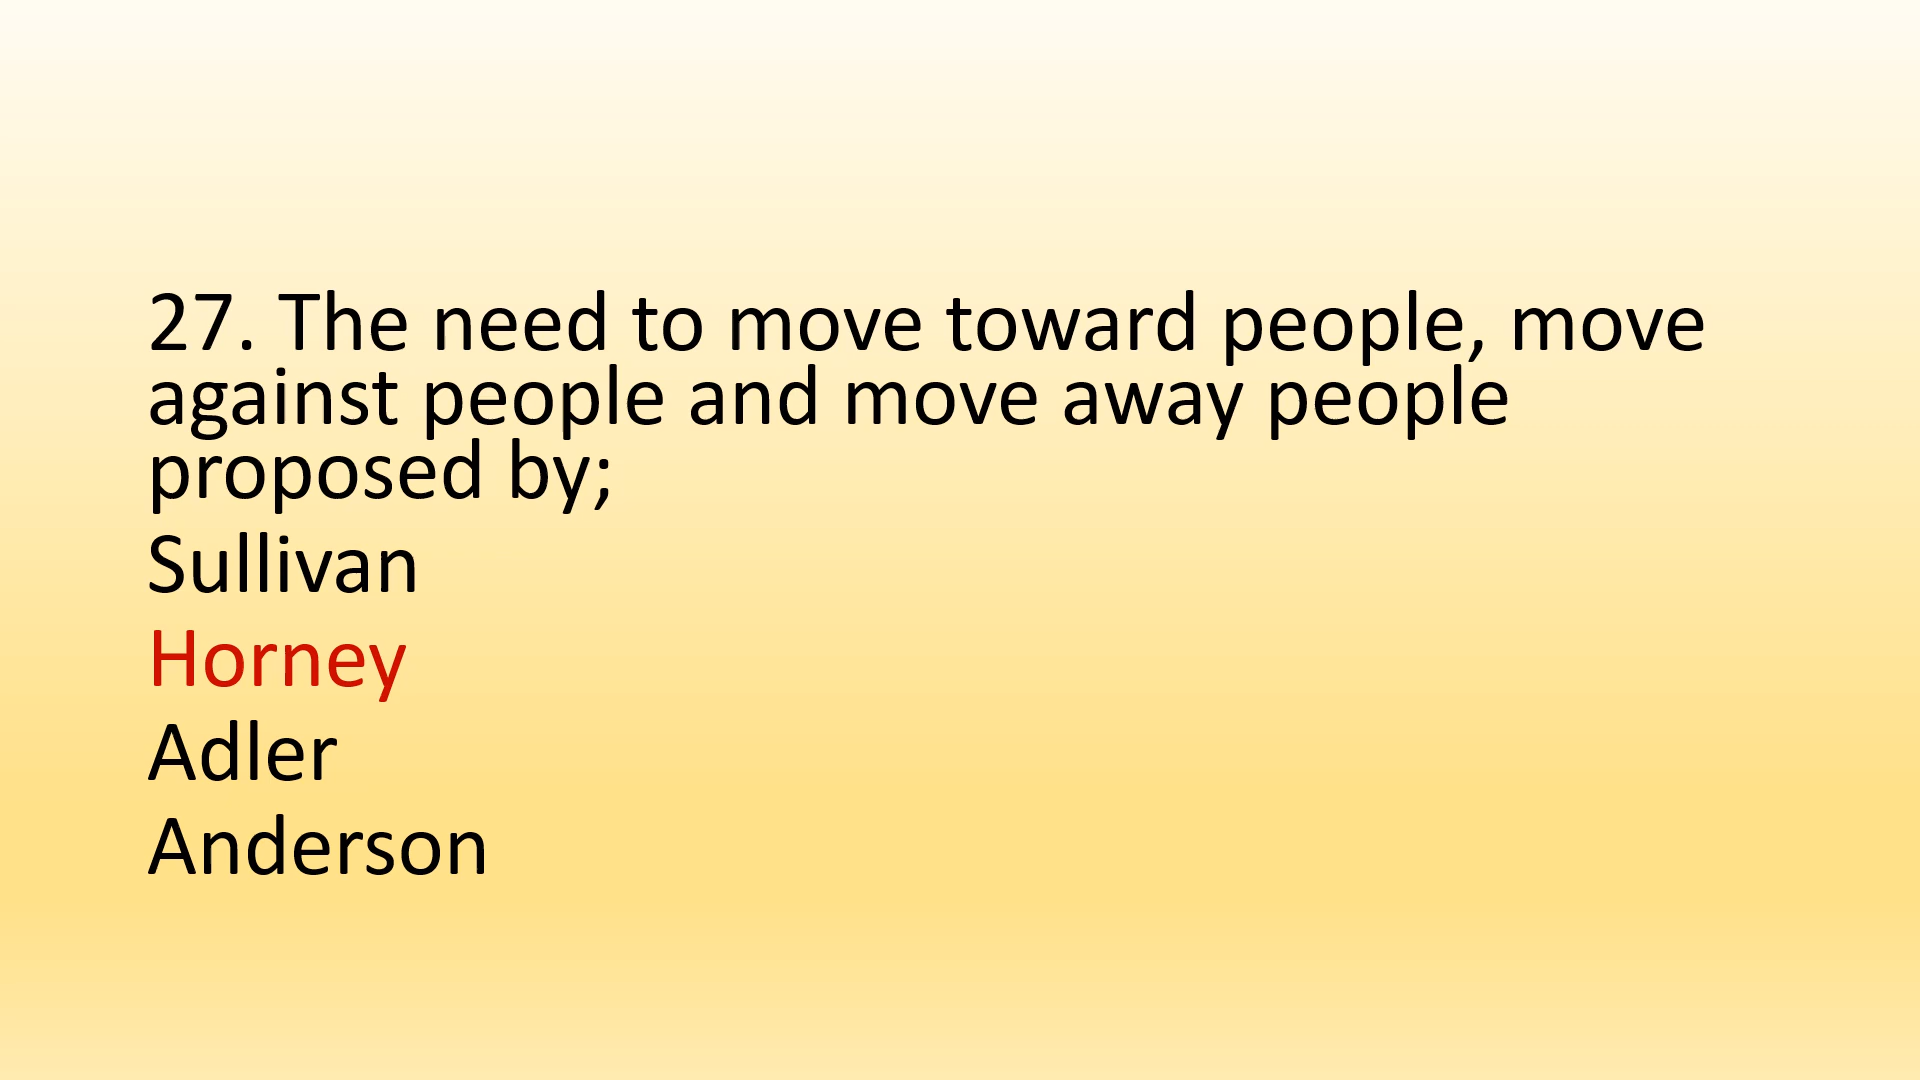 27. The need to move toward people, move
against people and move away people
proposed by;
Sullivan
Horney
Adler
Anderson